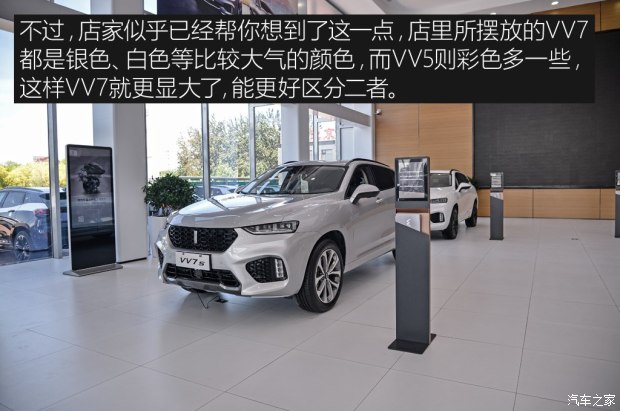 不过，店家似乎已经帮你想到了这一点，店里所摆放的VV7
都是银色、白色等比较大气的颜色，而VV5则彩色多一些，
这样VV7就更显大了，能更好区分二者。
VV7 s
汽车之家